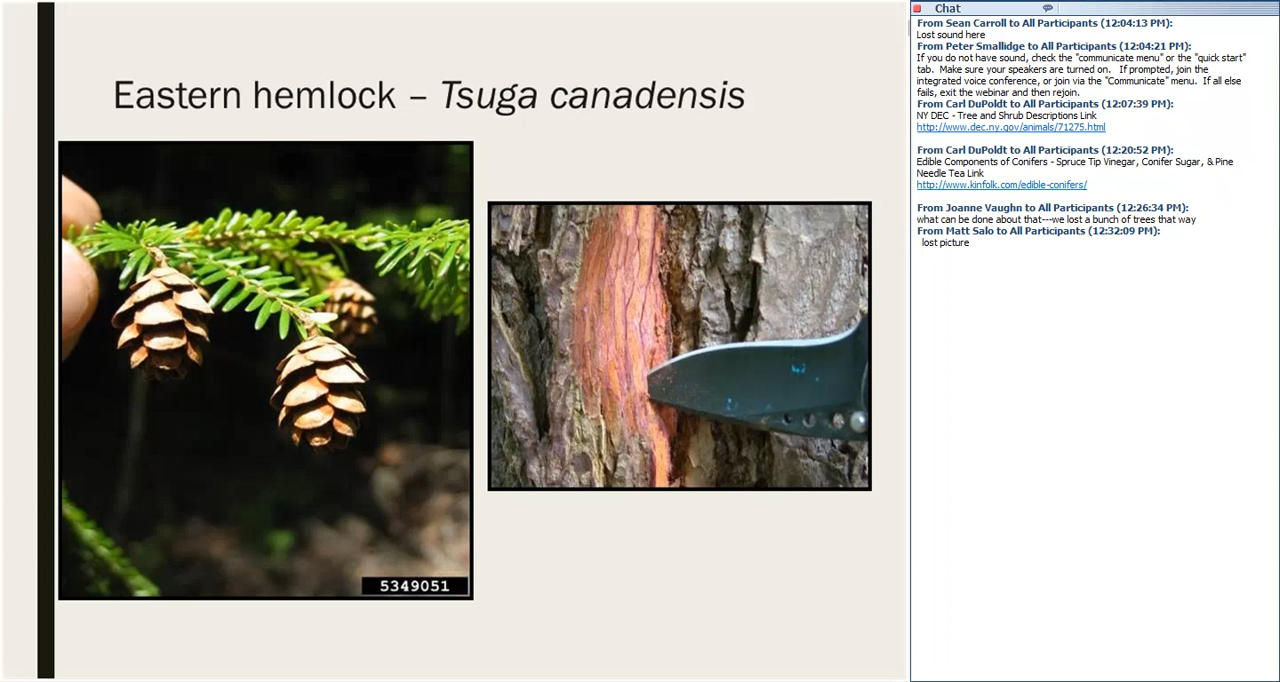 Eastern hemlock – Tsuga canadensis
5349051
Chat
From Sean Carroll to All Participants (12:04:13 PM):
Lost sound here
From Peter Smallidge to All Participants (12:04:21 PM):
If you do not have sound, check the "communicate menu" or the "quick start"
tab.  Make sure your speakers are turned on.   If prompted, join the
integrated voice conference, or join via the "Communicate" menu.  If all else
fails, exit the webinar and then rejoin.
From Carl DuPoldt to All Participants (12:07:39 PM):
NY DEC - Tree and Shrub Descriptions Link
http://www.dec.ny.gov/animals/71275.html
From Carl DuPoldt to All Participants (12:20:52 PM):
Edible Components of Conifers - Spruce Tip Vinegar, Conifer Sugar, & Pine
Needle Tea Link
http://www.kinfolk.com/edible-conifers/
From Joanne Vaughn to All Participants (12:26:34 PM):
what can be done about that---we lost a bunch of trees that way
From Matt Salo to All Participants (12:32:09 PM):
lost picture